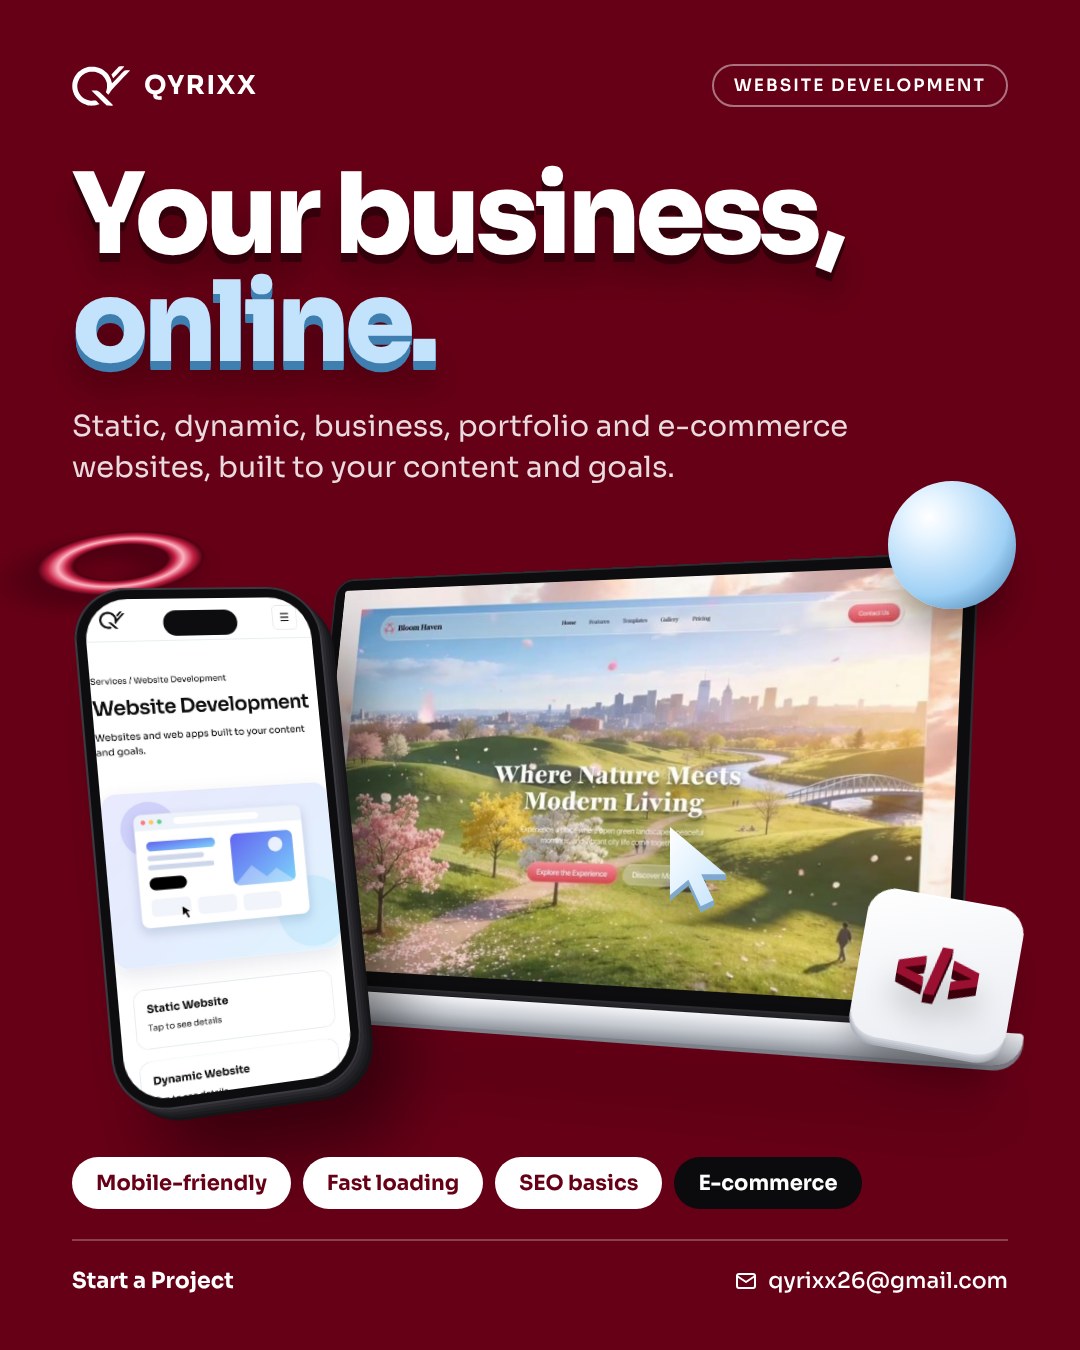 QYRIXX
WEBSITE DEVELOPMENT
Your business,
online.
Static, dynamic, business, portfolio and e-commerce
websites, built to your content and goals.
Services / Website Development
Website Development
Websites and web apps built to your content
and goals.
Static Website
Tap to see details
Dynamic Website
Bloom Haven
Home
Features
Templates
Gallery
Pricing
Contact Us
Where Nature Meets
Modern Living
Explore the Experience
Discover
</>
Mobile-friendly
Fast loading
SEO basics
E-commerce
Start a Project
qyrixx26@gmail.com